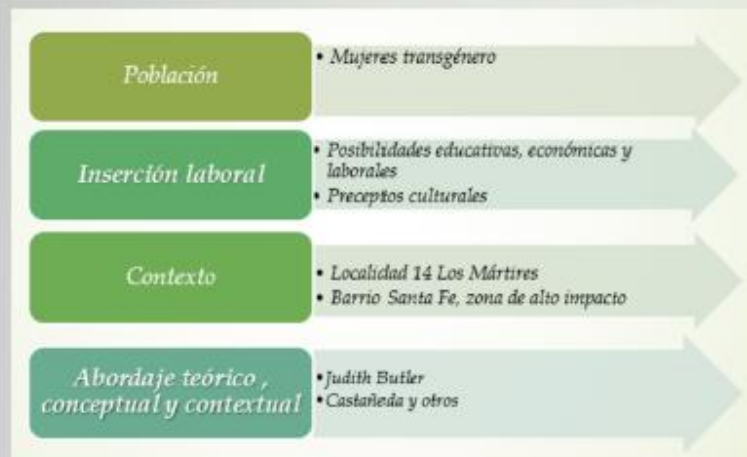 Población
• Mujeres transgénero
Inserción laboral
• Posibilidades educativas, económicas y
laborales
• Preceptos culturales
Contexto
• Localidad 14 Los Mártires
• Barrio Santa Fe, zona de alto impacto
Abordaje teórico ,
conceptual y contextual
•Judith Butler
•Castañeda y otros